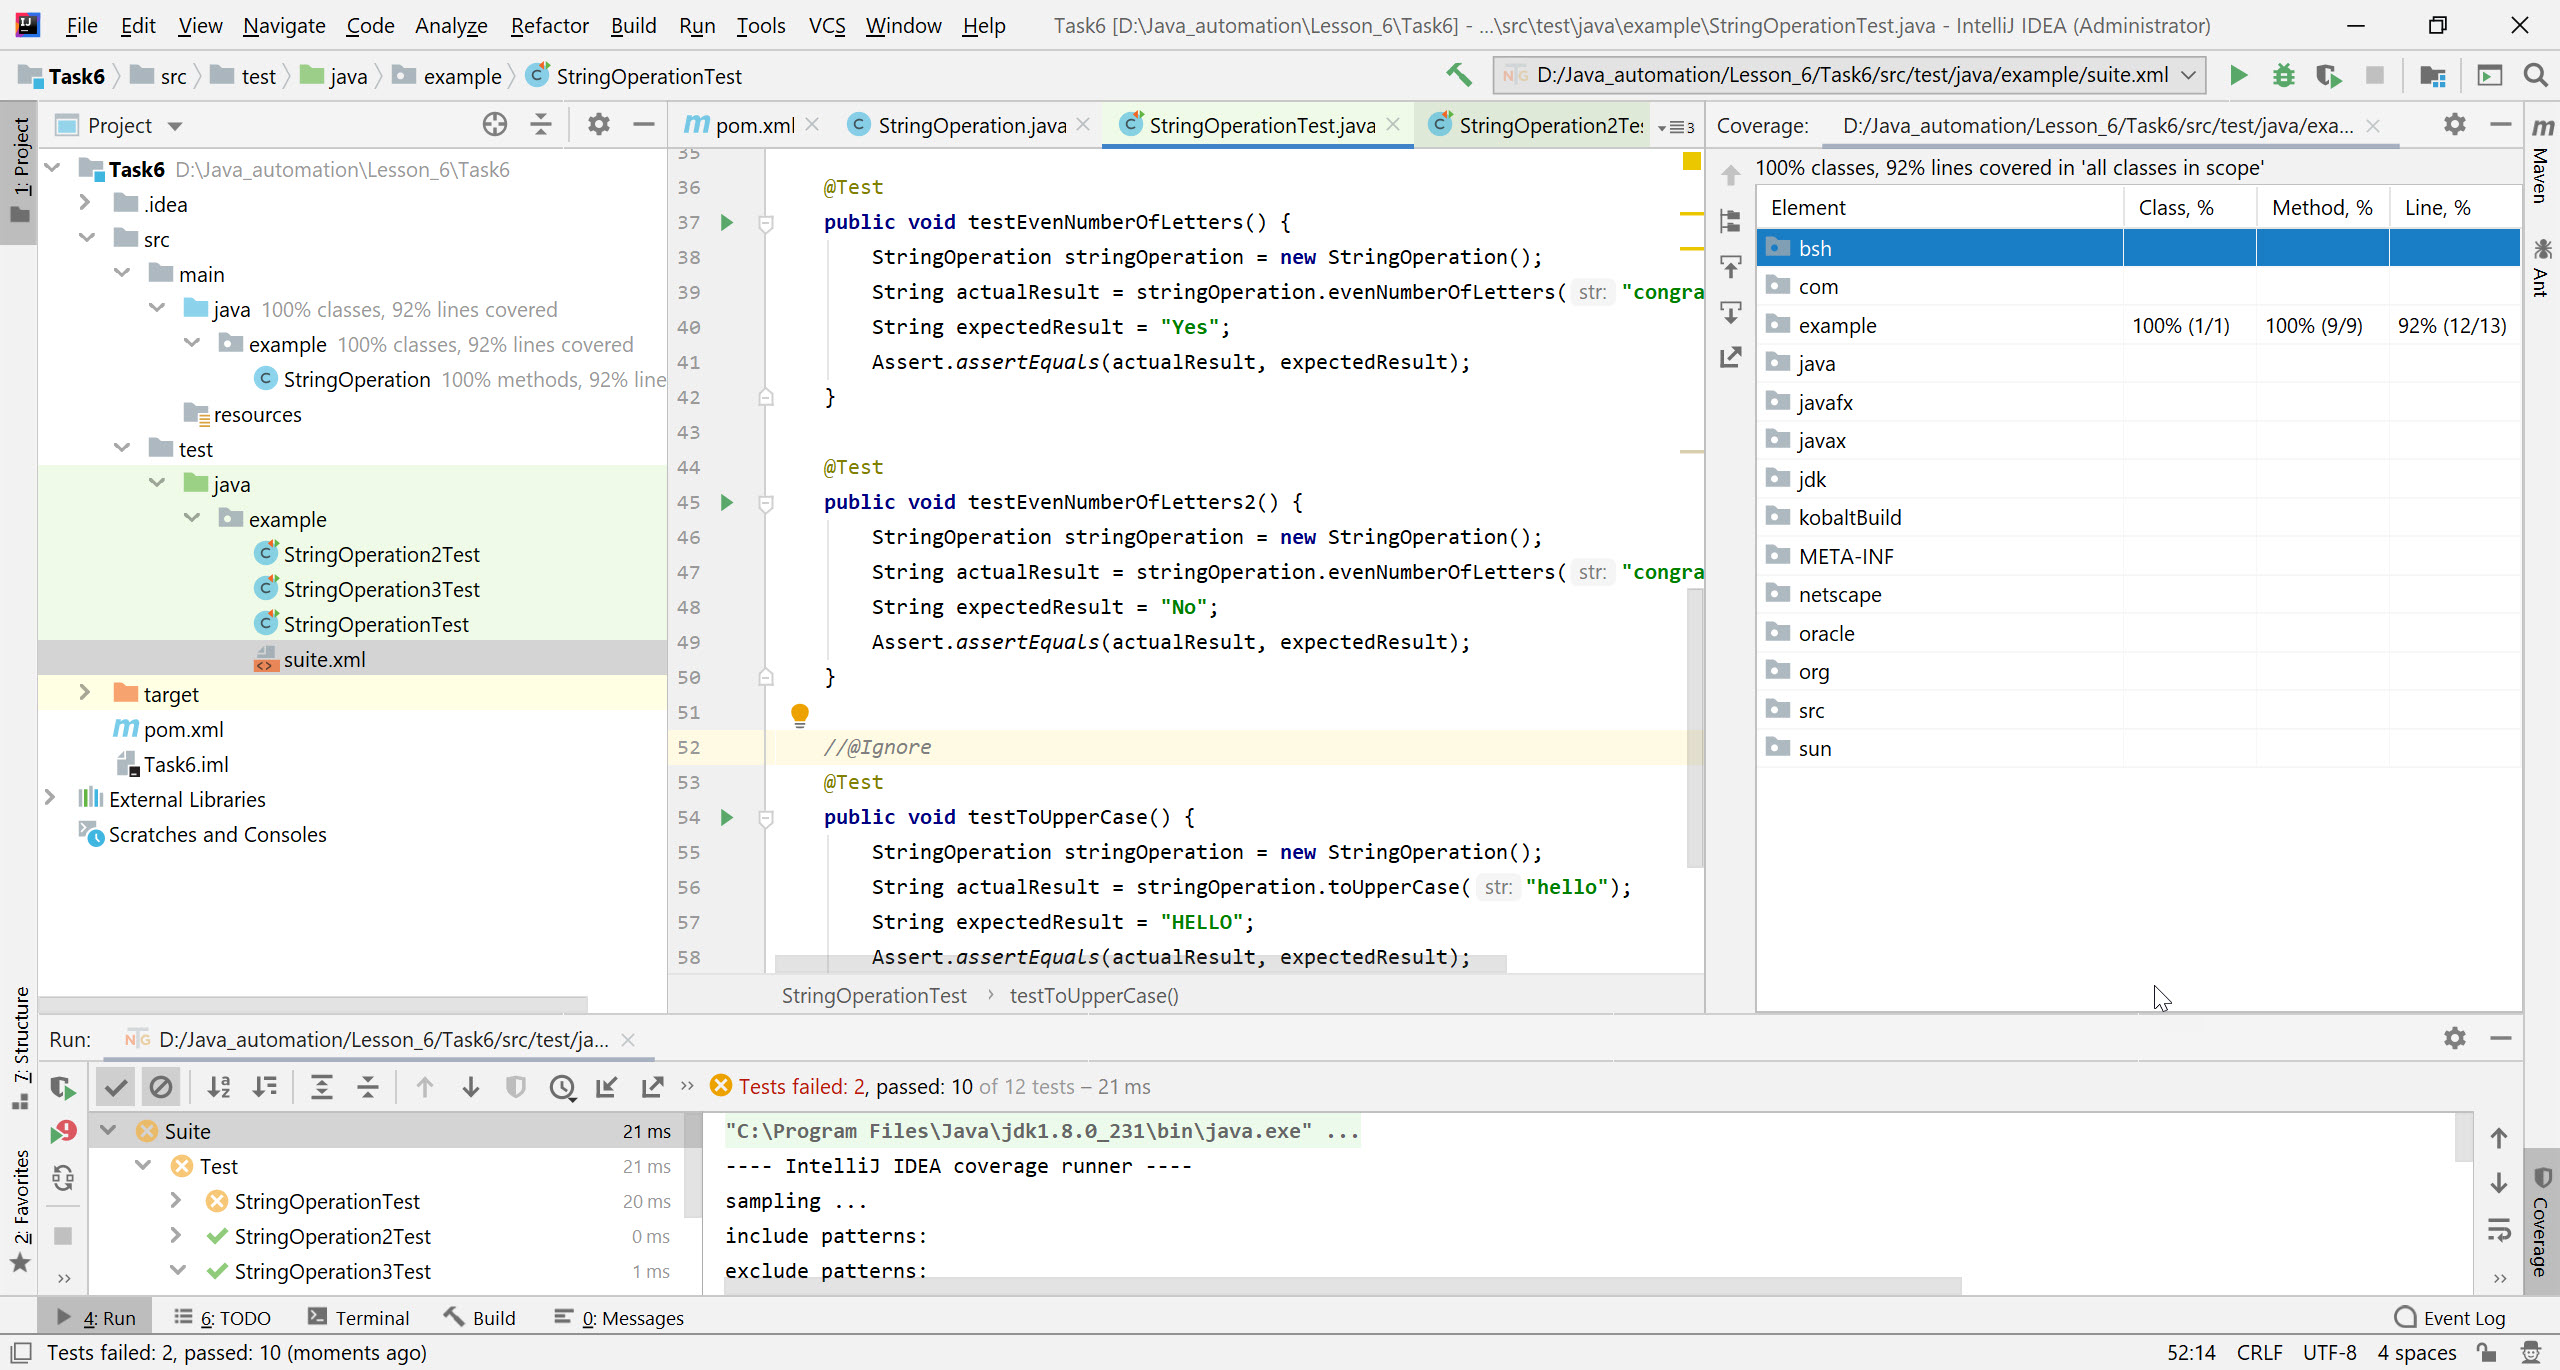 File Edit View Navigate Code Analyze Refactor Build Run Tools VCS Window Help Task6 [D:\Java_automation\Lesson_6\Task6] - ...\src\test\java\example\StringOperationTest.java - IntelliJ IDEA (Administrator)
Task6 src test java example StringOperationTest D:/Java_automation/Lesson_6/Task6/src/test/java/example/suite.xml
Project
pom.xml StringOperation.java StringOperationTest.java StringOperation2Te 3
Coverage: D:/Java_automation/Lesson_6/Task6/src/test/java/exa...
1: Project
7: Structure
2: Favorites
Task6 D:\Java_automation\Lesson_6\Task6
.idea
src
main
java 100% classes, 92% lines covered
example 100% classes, 92% lines covered
StringOperation 100% methods, 92% line
resources
test
java
example
StringOperation2Test
StringOperation3Test
StringOperationTest
suite.xml
target
pom.xml
Task6.iml
External Libraries
Scratches and Consoles
35
36 @Test
37 public void testEvenNumberOfLetters() {
38 StringOperation stringOperation = new StringOperation();
39 String actualResult = stringOperation.evenNumberOfLetters( str: "congra
40 String expectedResult = "Yes";
41 Assert.assertEquals(actualResult, expectedResult);
42 }
43
44 @Test
45 public void testEvenNumberOfLetters2() {
46 StringOperation stringOperation = new StringOperation();
47 String actualResult = stringOperation.evenNumberOfLetters( str: "congra
48 String expectedResult = "No";
49 Assert.assertEquals(actualResult, expectedResult);
50 }
51
52 //@Ignore
53 @Test
54 public void testToUpperCase() {
55 StringOperation stringOperation = new StringOperation();
56 String actualResult = stringOperation.toUpperCase( str: "hello");
57 String expectedResult = "HELLO";
58 Assert.assertEquals(actualResult, expectedResult);
StringOperationTest › testToUpperCase()
100% classes, 92% lines covered in 'all classes in scope'
Element Class, % Method, % Line, %
bsh
com
example 100% (1/1) 100% (9/9) 92% (12/13)
java
javafx
javax
jdk
kobaltBuild
META-INF
netscape
oracle
org
src
sun
Maven
Ant
Coverage
Run: D:/Java_automation/Lesson_6/Task6/src/test/ja...
Tests failed: 2, passed: 10 of 12 tests – 21 ms
Suite 21 ms
Test 21 ms
StringOperationTest 20 ms
StringOperation2Test 0 ms
StringOperation3Test 1 ms
"C:\Program Files\Java\jdk1.8.0_231\bin\java.exe" ...
---- IntelliJ IDEA coverage runner ----
sampling ...
include patterns:
exclude patterns:
4: Run 6: TODO Terminal Build 0: Messages Event Log
Tests failed: 2, passed: 10 (moments ago) 52:14 CRLF UTF-8 4 spaces